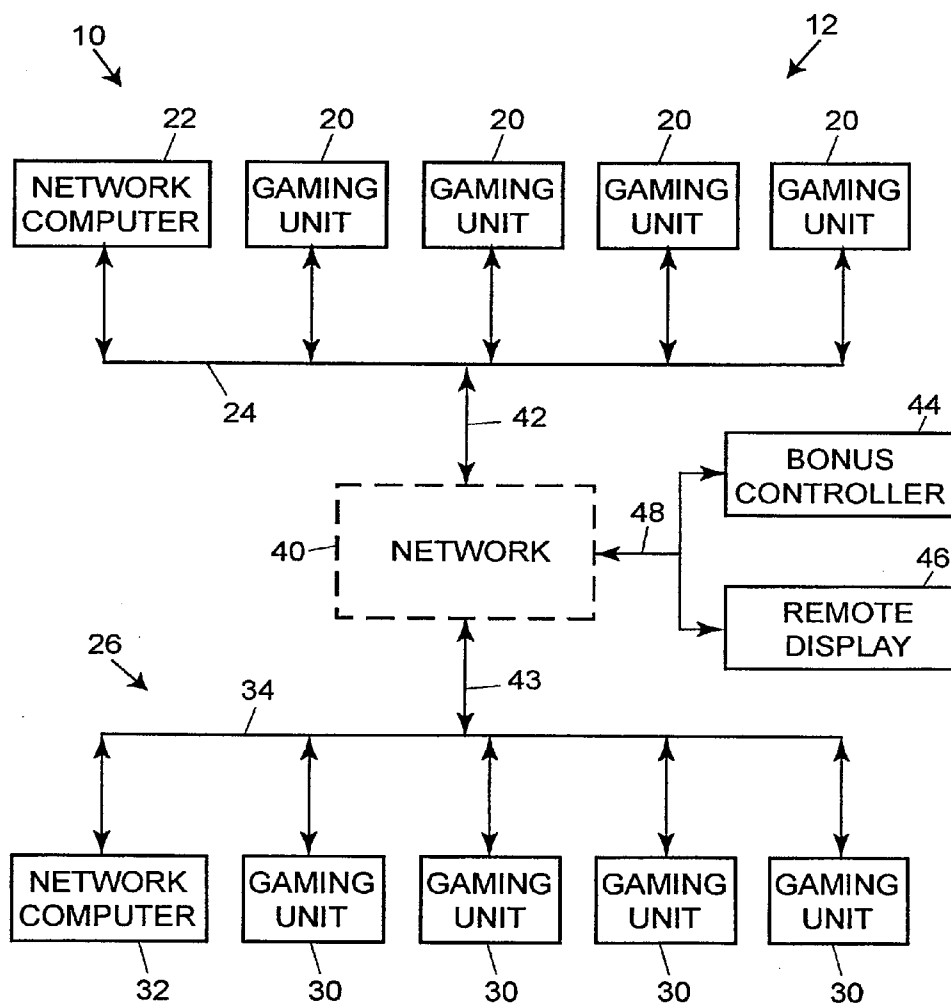 10
12
22
20
20
20
20
NETWORK
COMPUTER
GAMING
UNIT
GAMING
UNIT
GAMING
UNIT
GAMING
UNIT
24
42
44
BONUS
CONTROLLER
40
NETWORK
48
46
REMOTE
DISPLAY
26
34
43
NETWORK
COMPUTER
GAMING
UNIT
GAMING
UNIT
GAMING
UNIT
GAMING
UNIT
32
30
30
30
30